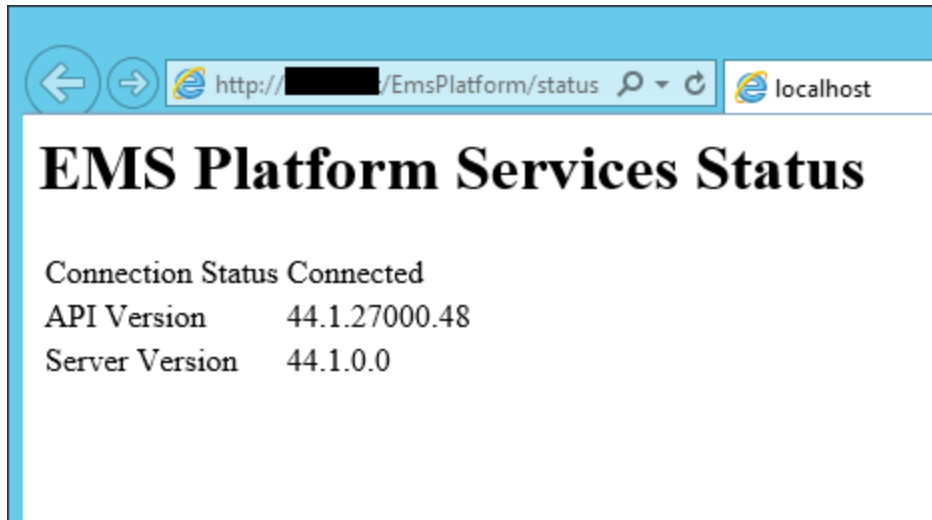 http:///EmsPlatform/status
localhost
EMS Platform Services Status
Connection Status Connected
API Version 44.1.27000.48
Server Version 44.1.0.0